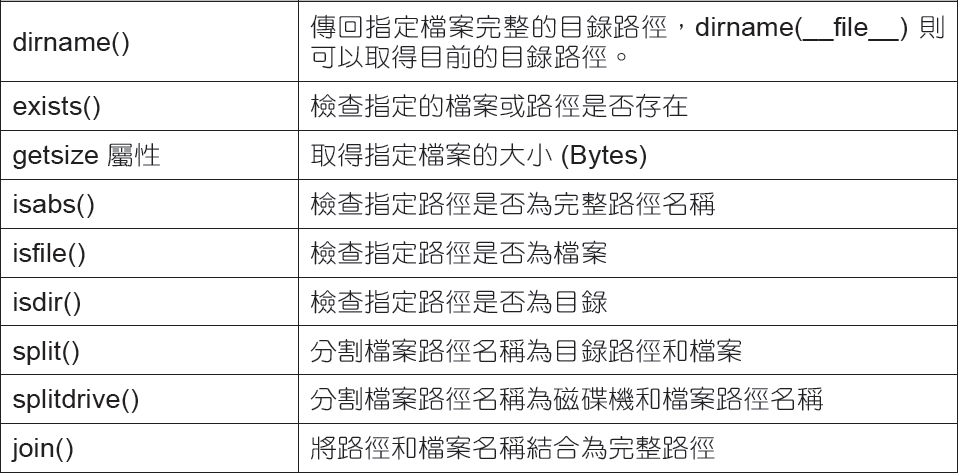 dirname()
傳回指定檔案完整的目錄路徑，dirname(__file__) 則
可以取得目前的目錄路徑。
exists()
檢查指定的檔案或路徑是否存在
getsize 屬性
取得指定檔案的大小 (Bytes)
isabs()
檢查指定路徑是否為完整路徑名稱
isfile()
檢查指定路徑是否為檔案
isdir()
檢查指定路徑是否為目錄
split()
分割檔案路徑名稱為目錄路徑和檔案
splitdrive()
分割檔案路徑名稱為磁碟機和檔案路徑名稱
join()
將路徑和檔案名稱結合為完整路徑